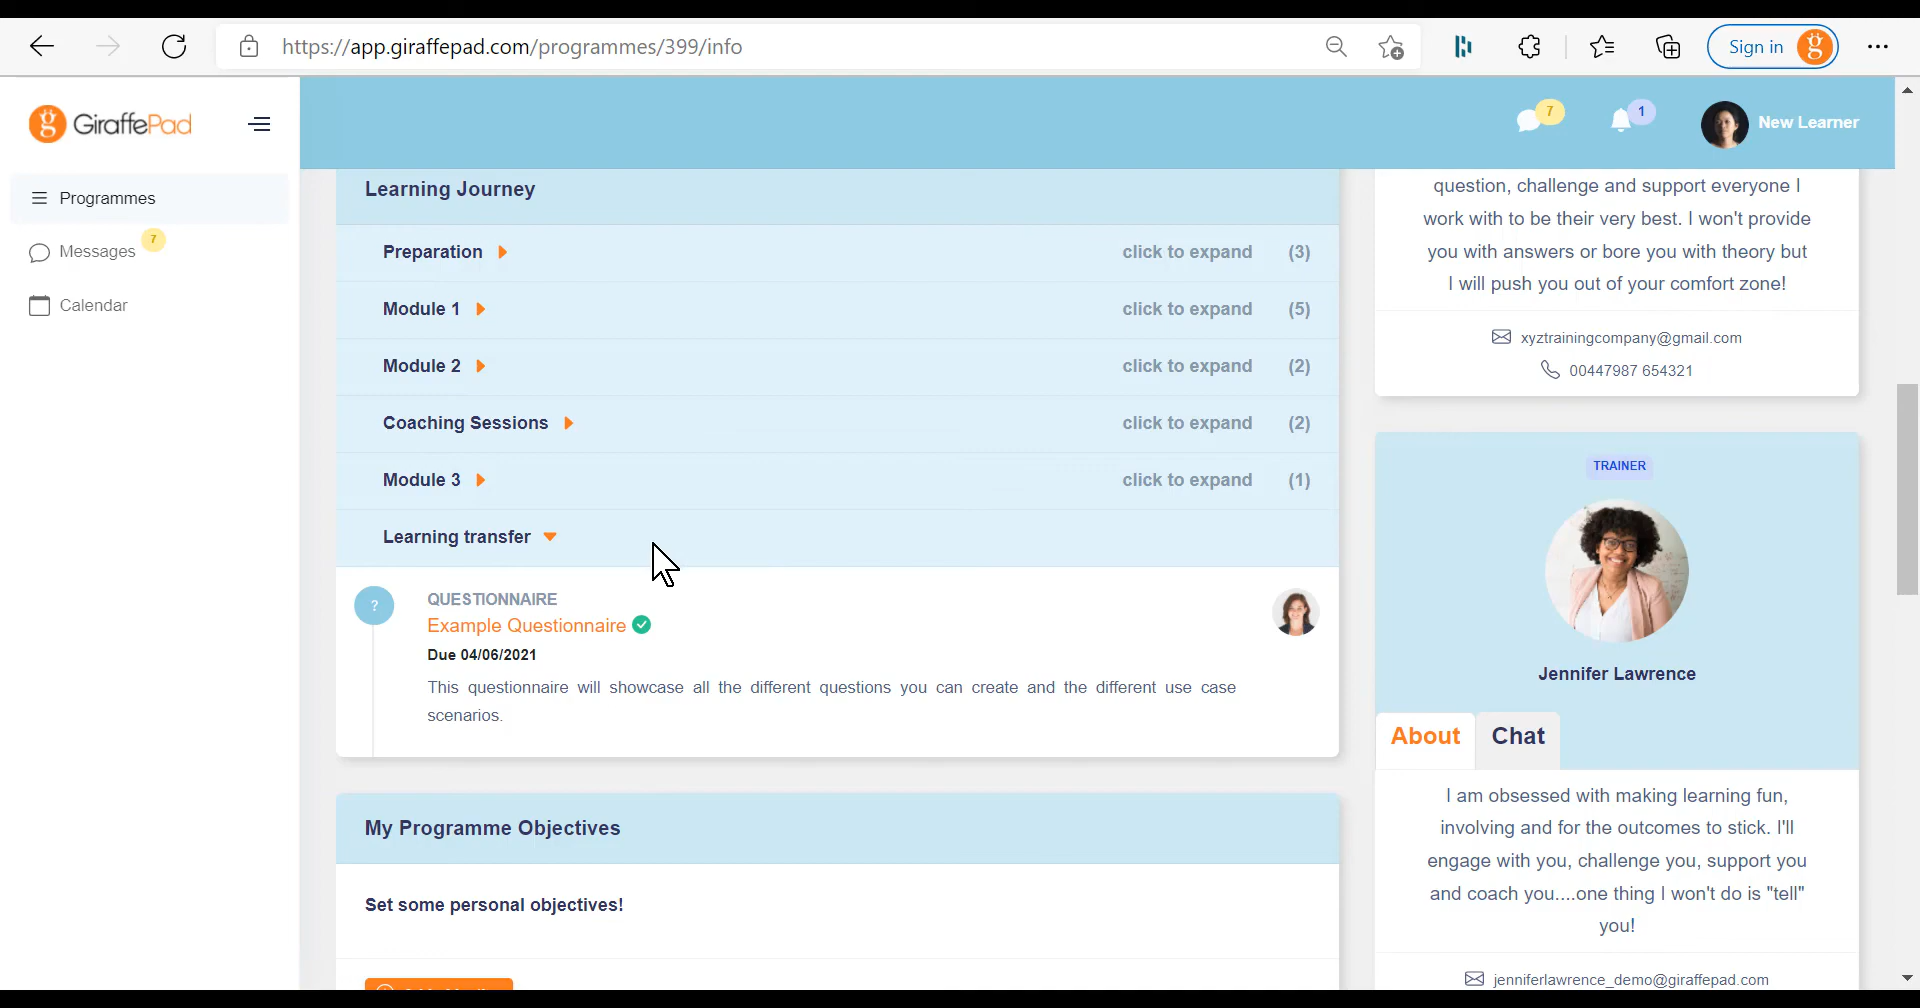 https://app.giraffepad.com/programmes/399/info
Sign in
GiraffePad
7
1
New Learner
Programmes
Messages
7
Calendar
Learning Journey
Preparation click to expand (3)
Module 1 click to expand (5)
Module 2 click to expand (2)
Coaching Sessions click to expand (2)
Module 3 click to expand (1)
Learning transfer
?
QUESTIONNAIRE
Example Questionnaire
Due 04/06/2021
This questionnaire will showcase all the different questions you can create and the different use case
scenarios.
My Programme Objectives
Set some personal objectives!
question, challenge and support everyone I
work with to be their very best. I won't provide
you with answers or bore you with theory but
I will push you out of your comfort zone!
xyztrainingcompany@gmail.com
00447987 654321
TRAINER
Jennifer Lawrence
About Chat
I am obsessed with making learning fun,
involving and for the outcomes to stick. I'll
engage with you, challenge you, support you
and coach you....one thing I won't do is "tell"
you!
jenniferlawrence_demo@giraffepad.com